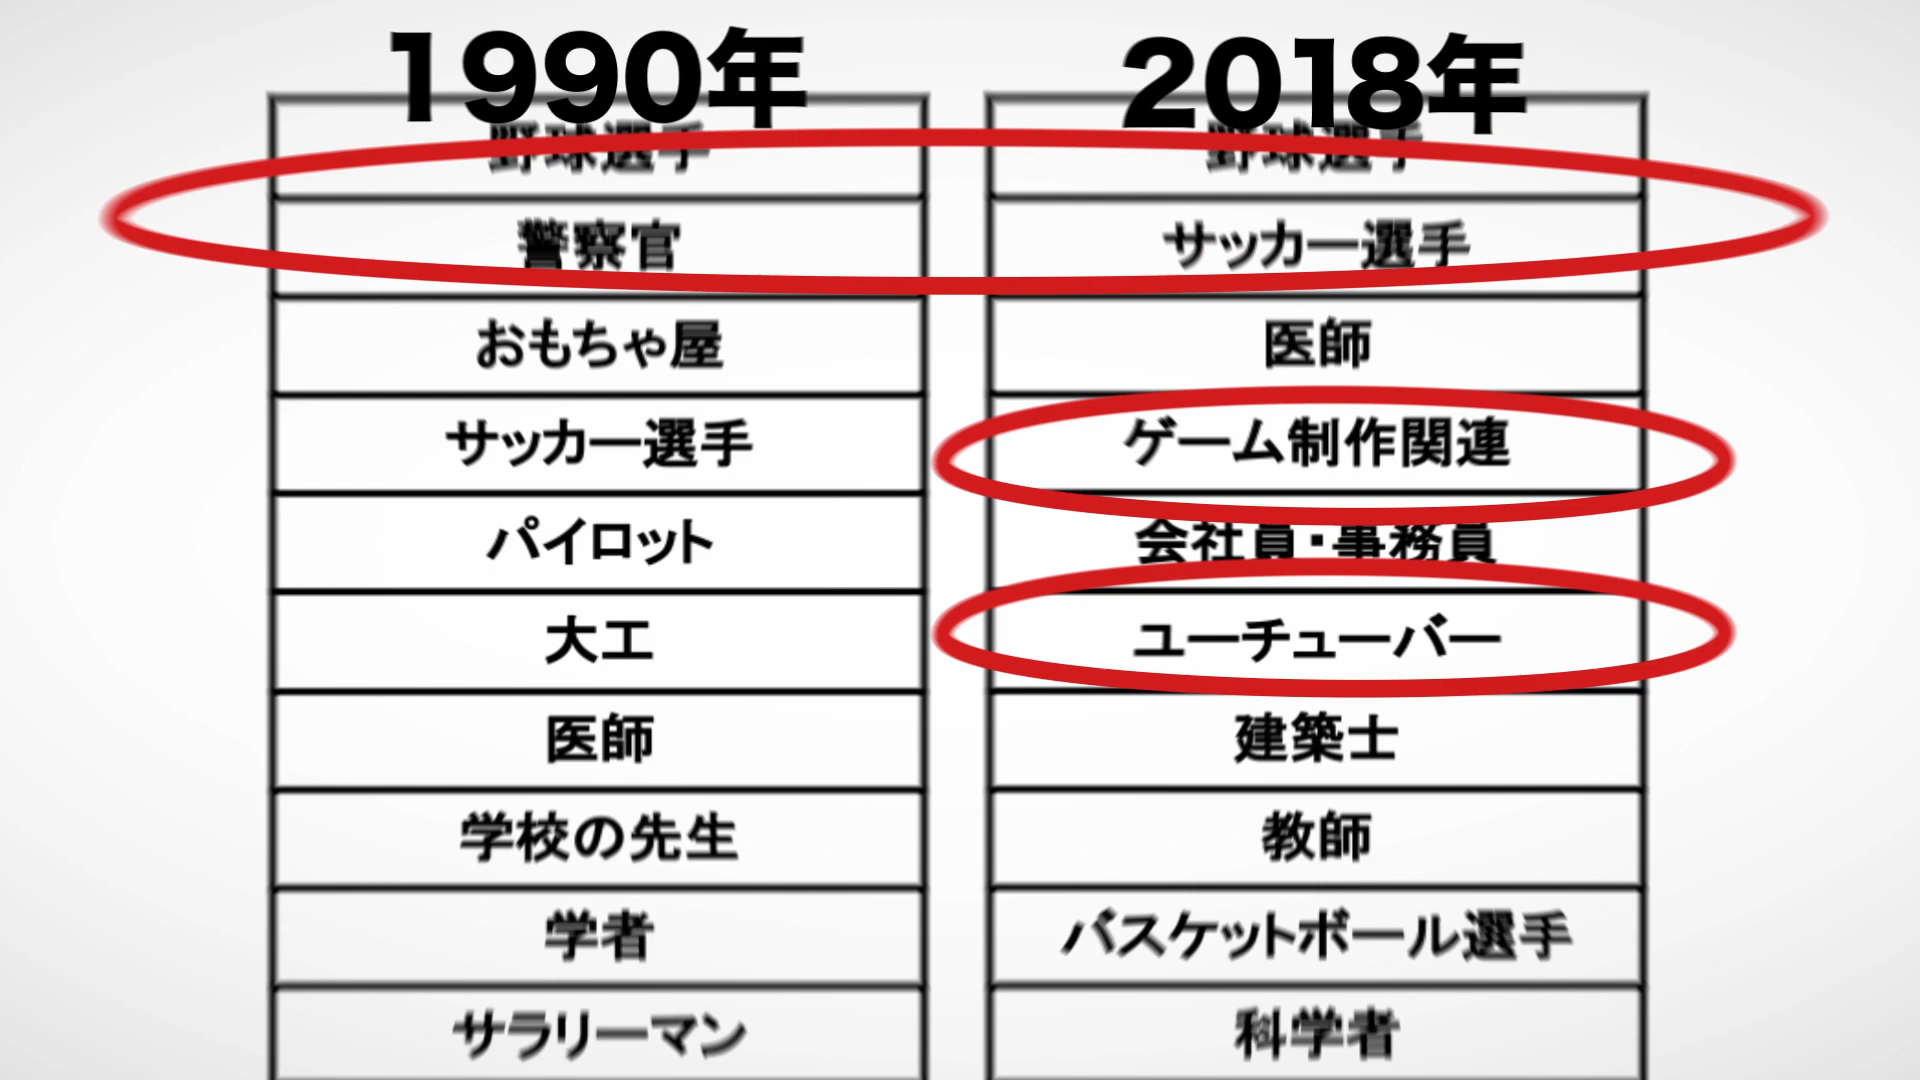 1990年
野球選手
警察官
おもちゃ屋
サッカー選手
パイロット
大工
医師
学校の先生
学者
サラリーマン
2018年
野球選手
サッカー選手
医師
ゲーム制作関連
会社員・事務員
ユーチューバー
建築士
教師
バスケットボール選手
科学者